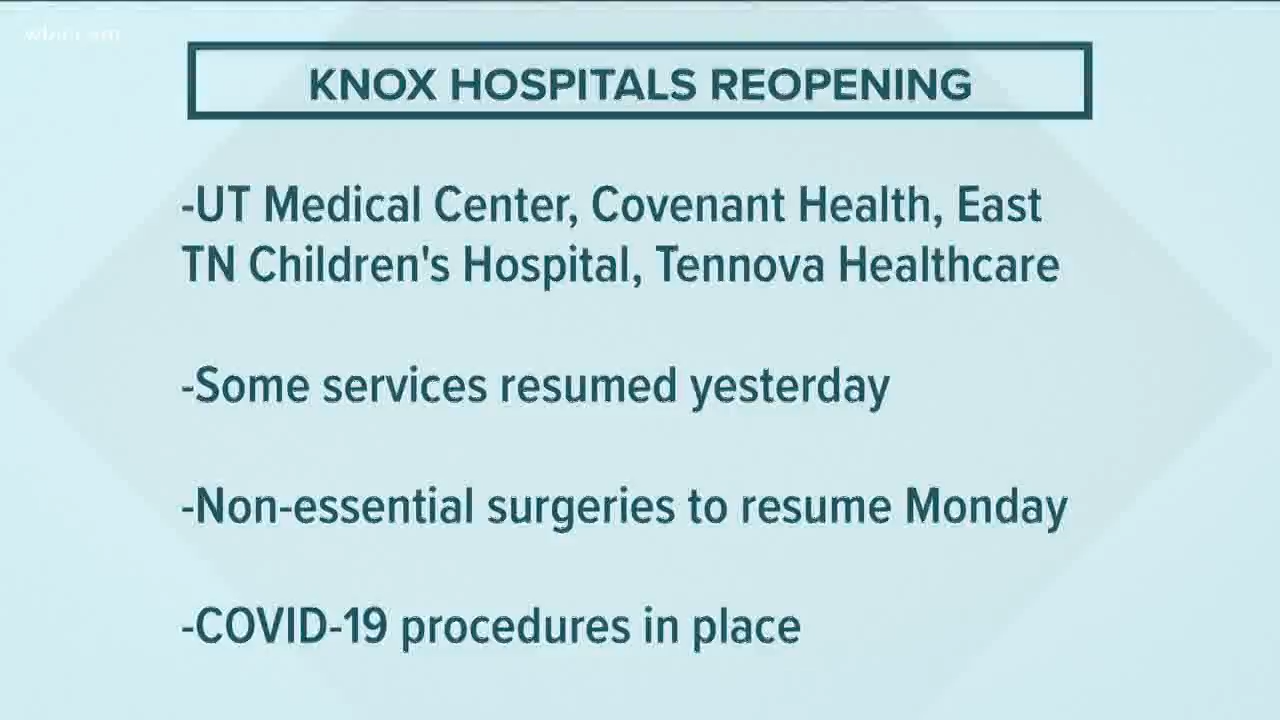 KNOX HOSPITALS REOPENING
-UT Medical Center, Covenant Health, East
TN Children's Hospital, Tennova Healthcare
-Some services resumed yesterday
-Non-essential surgeries to resume Monday
-COVID-19 procedures in place